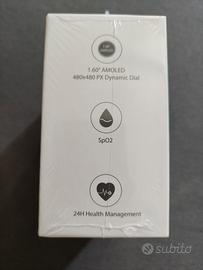 1.60" AMOLED
480x480 PX Dynamic Dial
SpO2
24H Health Management
subito